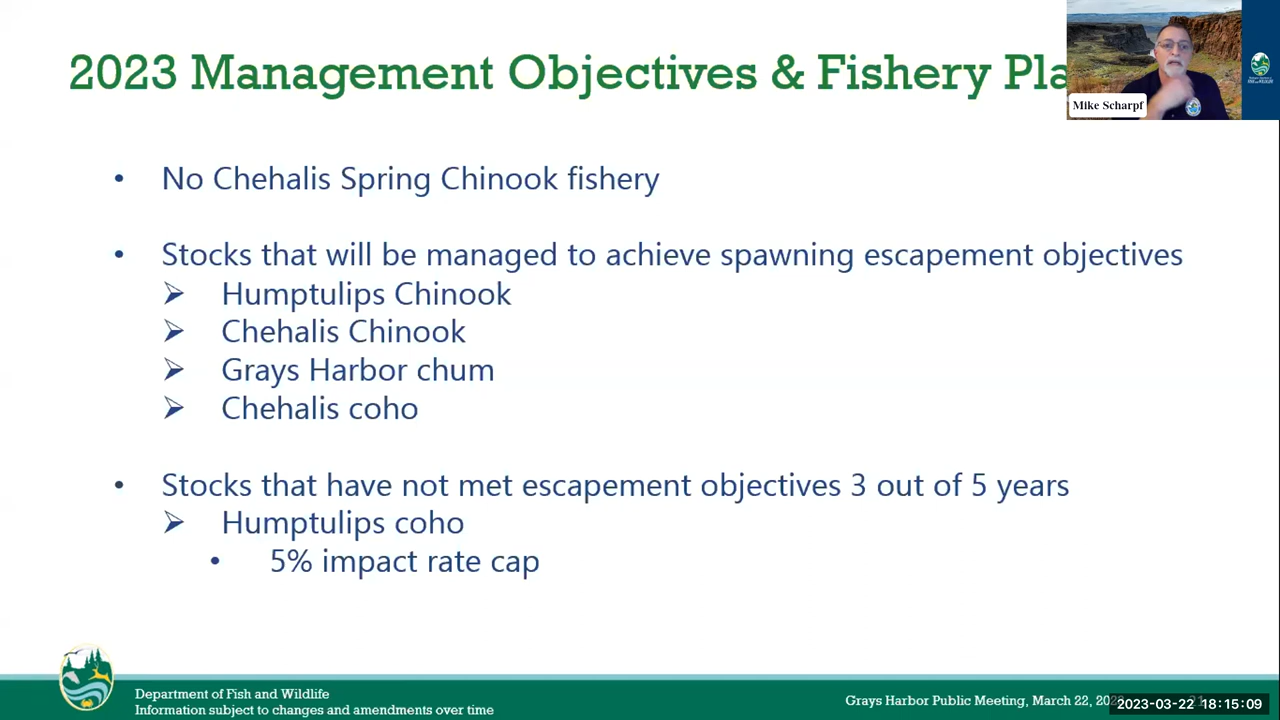 2023 Management Objectives & Fishery Pla
Mike Scharpf
• No Chehalis Spring Chinook fishery
• Stocks that will be managed to achieve spawning escapement objectives
➢ Humptulips Chinook
➢ Chehalis Chinook
➢ Grays Harbor chum
➢ Chehalis coho
• Stocks that have not met escapement objectives 3 out of 5 years
➢ Humptulips coho
• 5% impact rate cap
Department of Fish and Wildlife
Information subject to changes and amendments over time
Grays Harbor Public Meeting, March 22, 202
2023-03-22 18:15:09